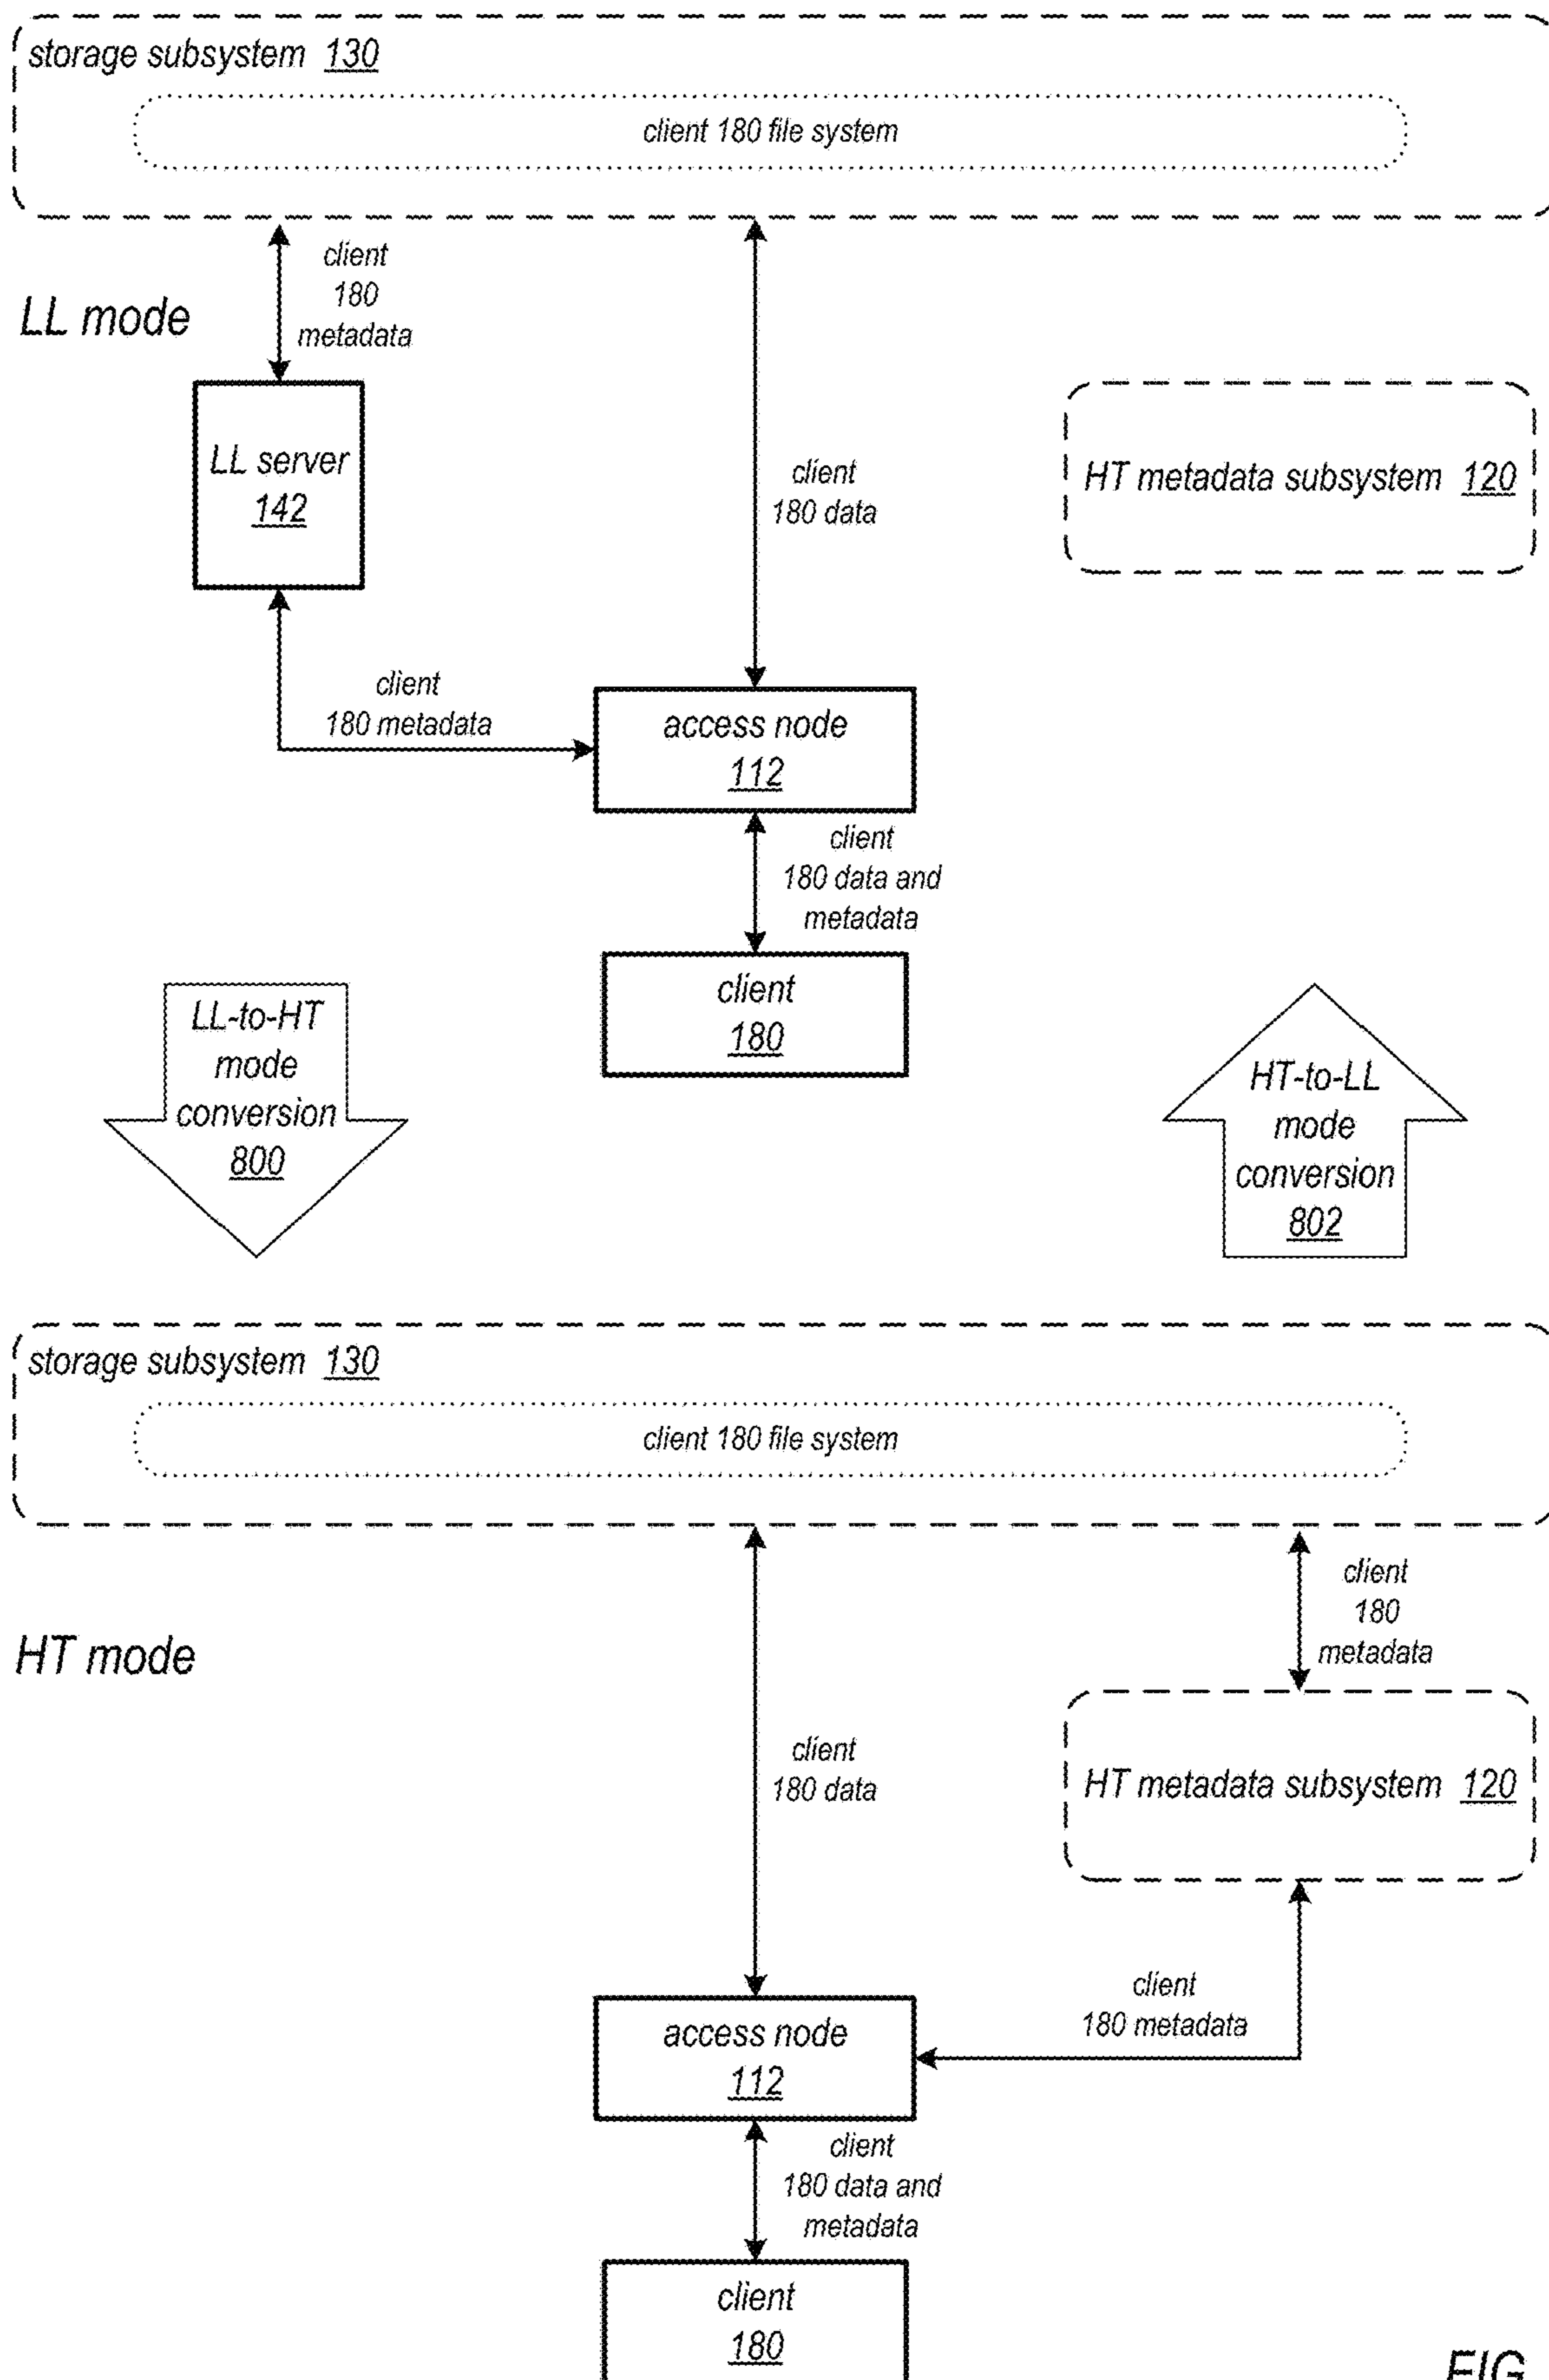 storage subsystem 130
client 180 file system
client
180
metadata
LL mode
LL server
142
client
180 data
HT metadata subsystem 120
client
180 metadata
access node
112
client
180 data and
metadata
client
180
LL-to-HT
mode
conversion
800
HT-to-LL
mode
conversion
802
storage subsystem 130
client 180 file system
client
180
metadata
HT mode
client
180 data
HT metadata subsystem 120
client
180 metadata
access node
112
client
180 data and
metadata
client
180
FIG